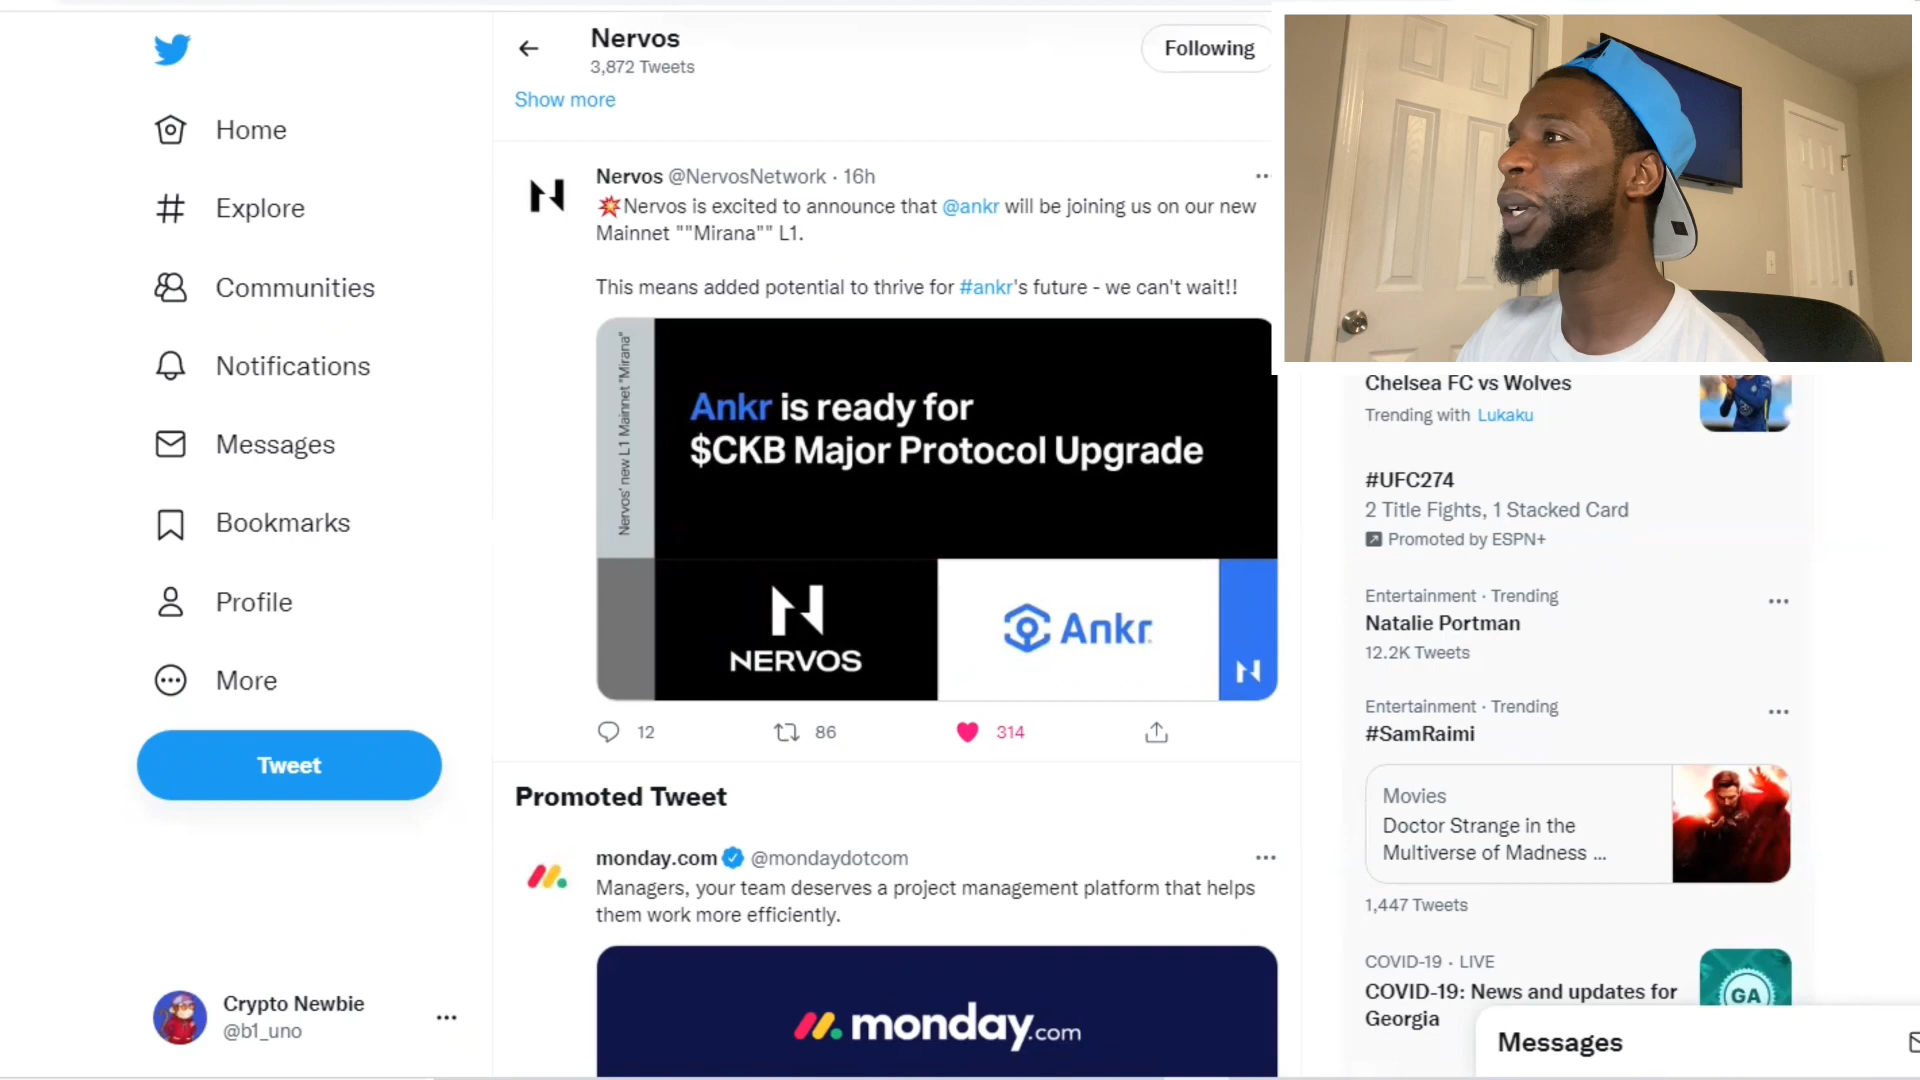 Nervos
3,872 Tweets
Following
Show more
Home
Explore
Communities
Notifications
Messages
Bookmarks
Profile
More
Tweet
Crypto Newbie
@b1_uno
Nervos @NervosNetwork · 16h
💥Nervos is excited to announce that @ankr will be joining us on our new
Mainnet ""Mirana"" L1.
This means added potential to thrive for #ankr's future - we can't wait!!
Nervos' new L1 Mainnet "Mirana"
Ankr is ready for
$CKB Major Protocol Upgrade
NERVOS
Ankr
12 86 314
Promoted Tweet
monday.com @mondaydotcom
Managers, your team deserves a project management platform that helps
them work more efficiently.
monday.com
Chelsea FC vs Wolves
Trending with Lukaku
#UFC274
2 Title Fights, 1 Stacked Card
Promoted by ESPN+
Entertainment · Trending
Natalie Portman
12.2K Tweets
Entertainment · Trending
#SamRaimi
Movies
Doctor Strange in the
Multiverse of Madness ...
1,447 Tweets
COVID-19 · LIVE
COVID-19: News and updates for
Georgia
GA
Messages